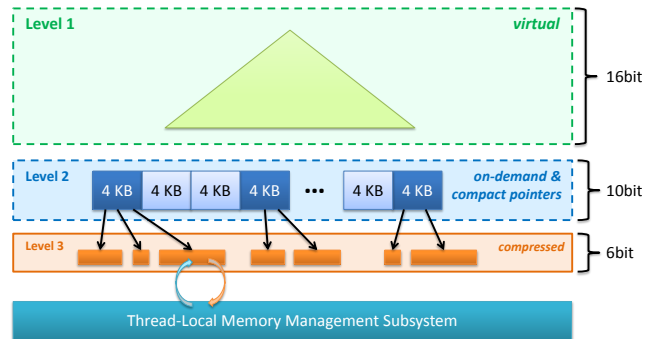 Level 1
virtual
16bit
Level 2
4 KB
4 KB
4 KB
4 KB
•••
4 KB
4 KB
on-demand &
compact pointers
10bit
Level 3
compressed
6bit
Thread-Local Memory Management Subsystem